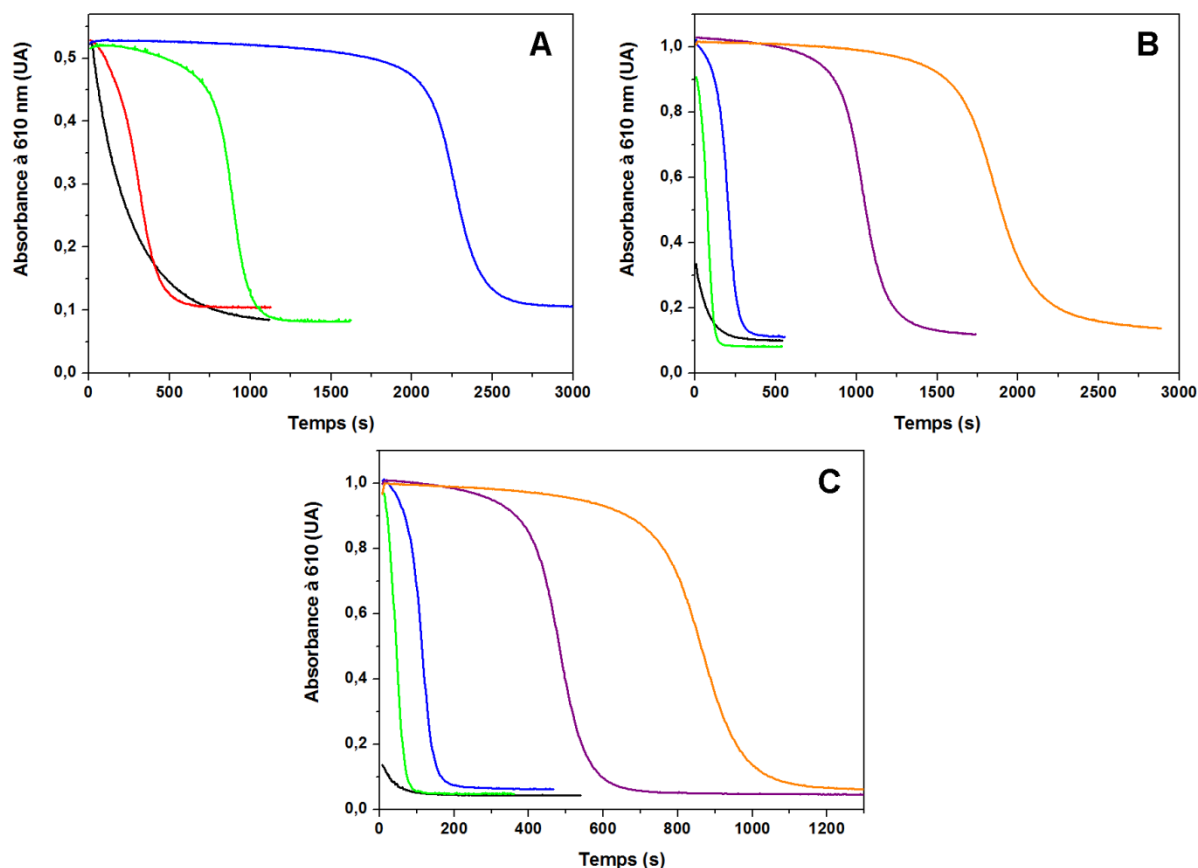 A
Absorbance à 610 nm (UA)
0,5
0,4
0,3
0,2
0,1
0,0
0 500 1000 1500 2000 2500 3000
Temps (s)
B
Absorbance à 610 nm (UA)
1,0
0,8
0,6
0,4
0,2
0,0
0 500 1000 1500 2000 2500 3000
Temps (s)
C
Absorbance à 610 (UA)
1,0
0,8
0,6
0,4
0,2
0,0
0 200 400 600 800 1000 1200
Temps (s)